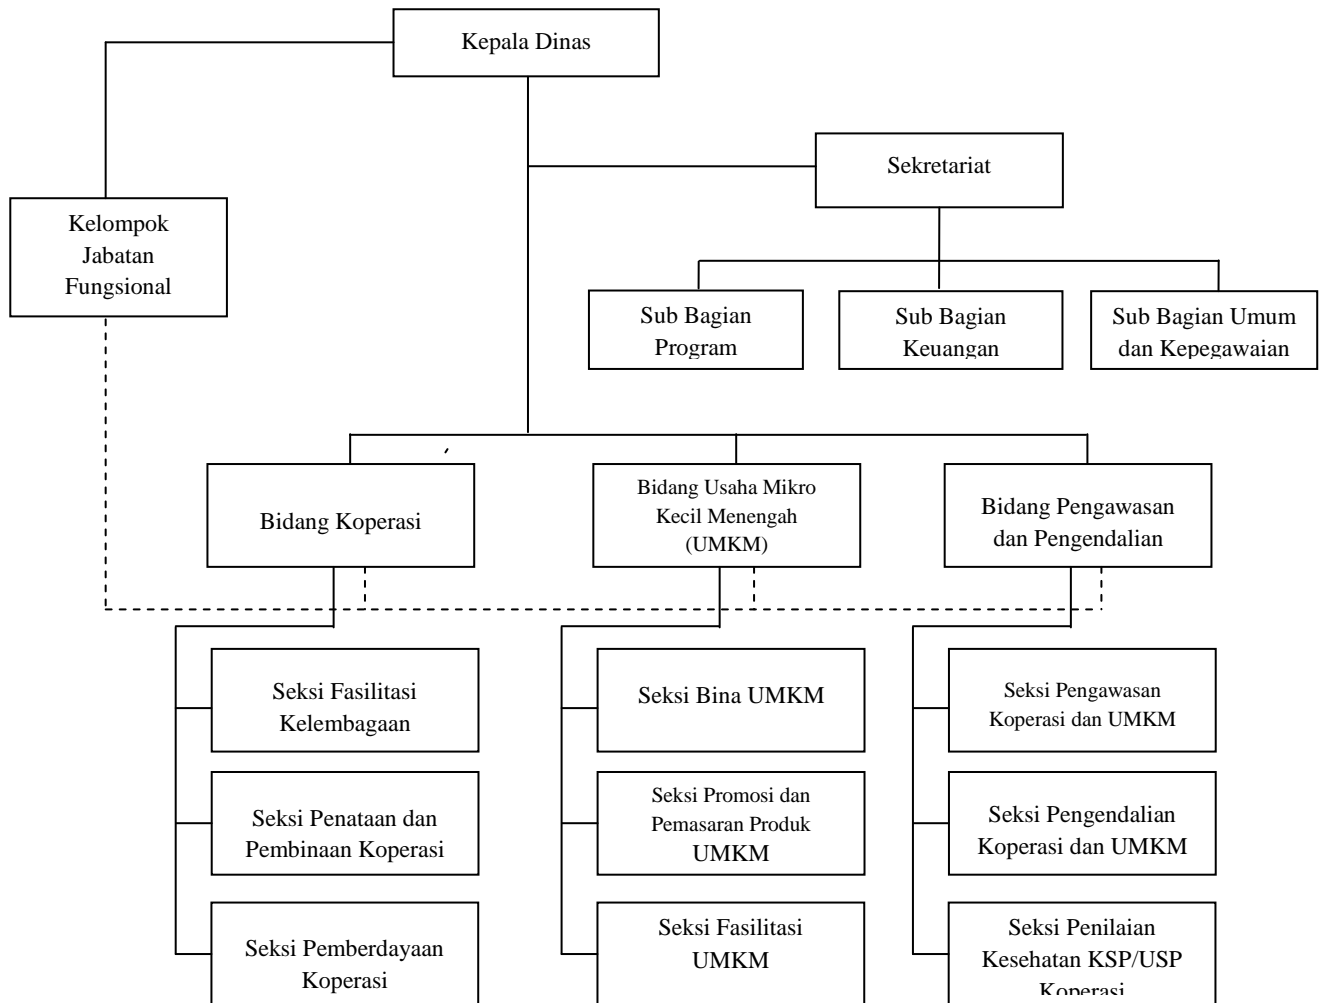 Kepala Dinas
Sekretariat
Kelompok
Jabatan
Fungsional
Sub Bagian
Program
Sub Bagian
Keuangan
Sub Bagian Umum
dan Kepegawaian
Bidang Koperasi
Bidang Usaha Mikro
Kecil Menengah
(UMKM)
Bidang Pengawasan
dan Pengendalian
Seksi Fasilitasi
Kelembagaan
Seksi Bina UMKM
Seksi Pengawasan
Koperasi dan UMKM
Seksi Penataan dan
Pembinaan Koperasi
Seksi Promosi dan
Pemasaran Produk
UMKM
Seksi Pengendalian
Koperasi dan UMKM
Seksi Pemberdayaan
Koperasi
Seksi Fasilitasi
UMKM
Seksi Penilaian
Kesehatan KSP/USP
Koperasi